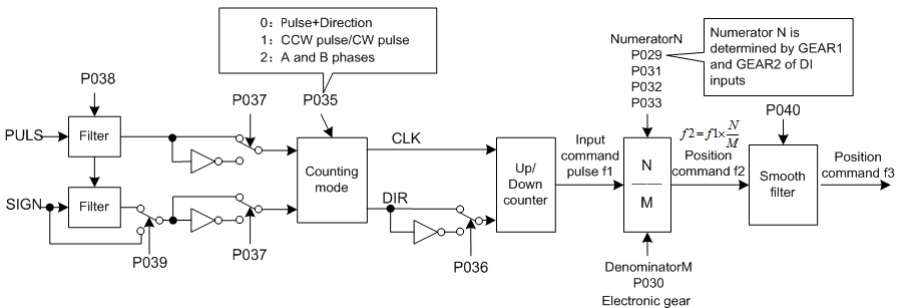 0: Pulse+Direction
1: CCW pulse/CW pulse
2: A and B phases
NumeratorN
P029
P031
P032
P033
Numerator N is
determined by GEAR1
and GEAR2 of DI
inputs
P038
P037
P035
P040
PULS
Filter
CLK
Counting
mode
Up/
Down
counter
Input
command
pulse f1
N
M
f2=f1×N/M
Position
command f2
Smooth
filter
Position
command f3
SIGN
Filter
DIR
P039
P037
P036
DenominatorM
P030
Electronic gear